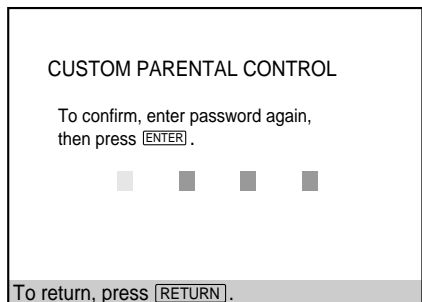 CUSTOM PARENTAL CONTROL
To confirm, enter password again,
then press ENTER .
To return, press RETURN .